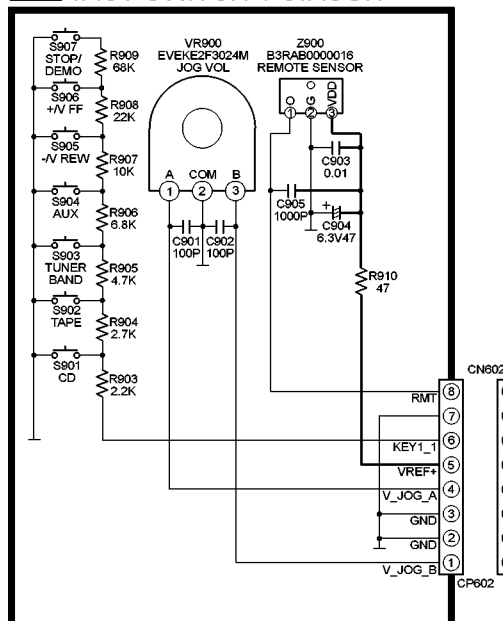 S907
STOP/
DEMO
R909
68K
S906
+/V FF
R908
22K
S905
-/V REW
R907
10K
S904
AUX
R906
6.8K
S903
TUNER
BAND
R905
4.7K
S902
TAPE
R904
2.7K
S901
CD
R903
2.2K
VR900
EVEKE2F3024M
JOG VOL
A COM B
1 2 3
C901
100P
C902
100P
Z900
B3RAB0000016
REMOTE SENSOR
O G VDD
1 2 3
C903
0.01
C905
1000P
+
C904
6.3V47
R910
47
CN602
RMT 8
7
KEY1_1 6
VREF+ 5
V_JOG_A 4
GND 3
GND 2
V_JOG_B 1
CP602